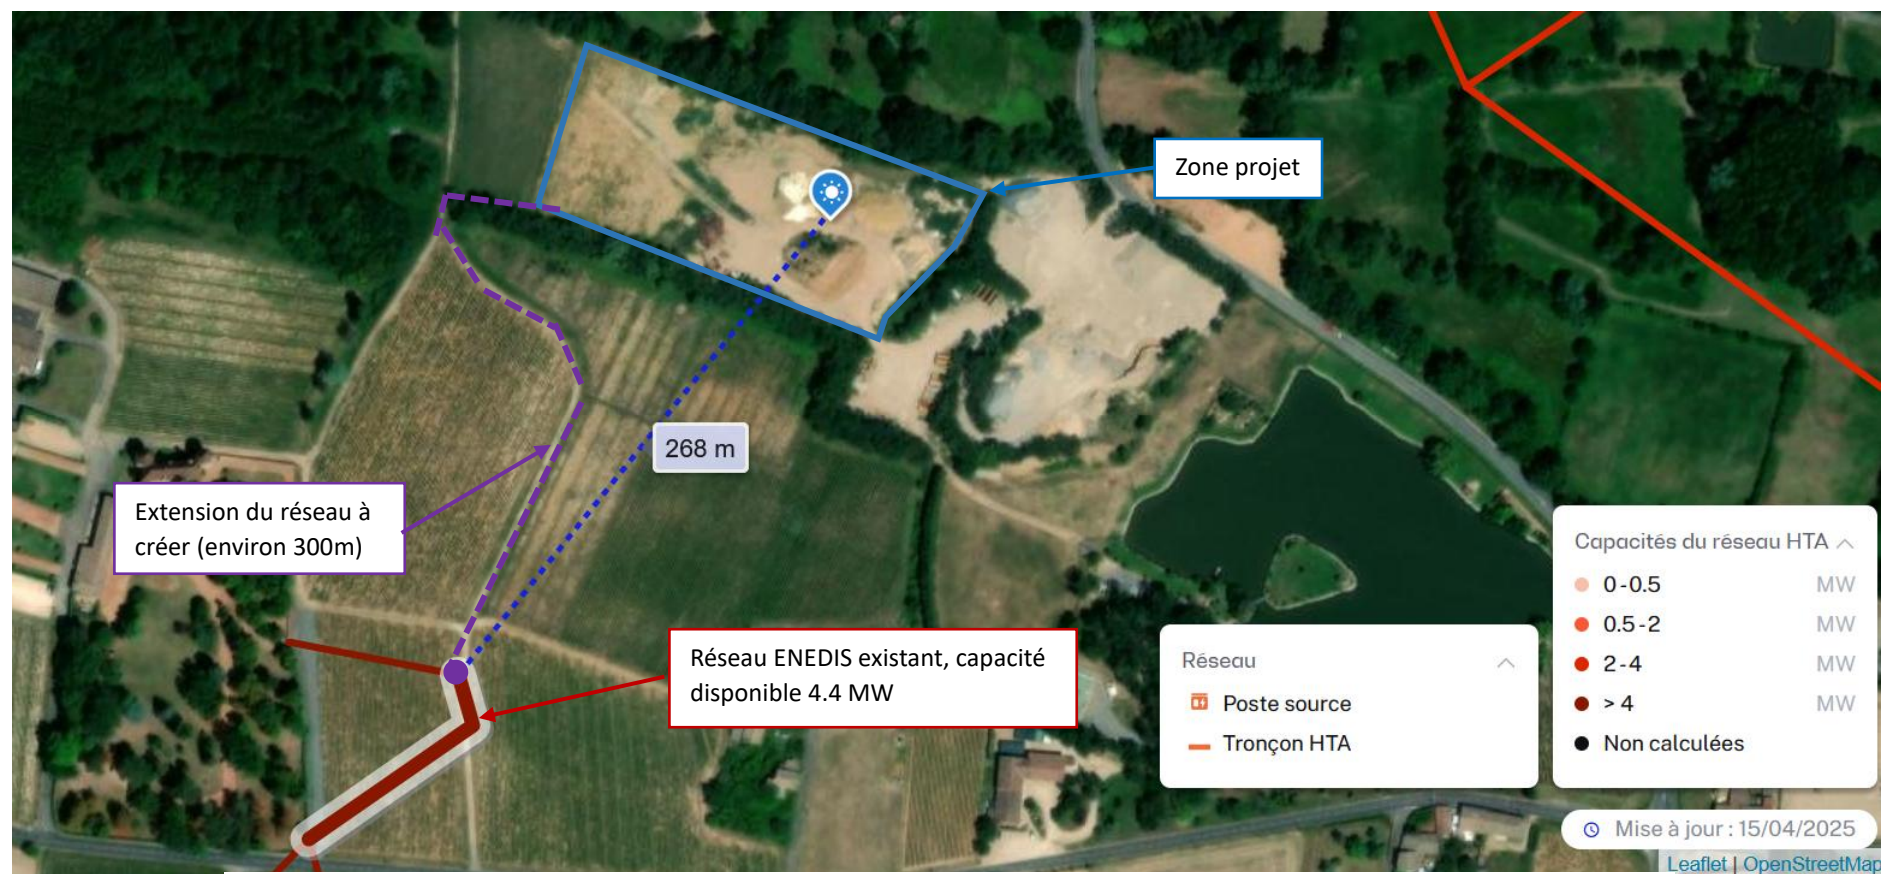 Zone projet
268 m
Extension du réseau à
créer (environ 300m)
Réseau ENEDIS existant, capacité
disponible 4.4 MW
Réseau
Poste source
Tronçon HTA
Capacités du réseau HTA
0-0.5 MW
0.5-2 MW
2-4 MW
> 4 MW
Non calculées
Mise à jour : 15/04/2025
Leaflet | OpenStreetMap